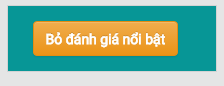 Bỏ đánh giá nổi bật